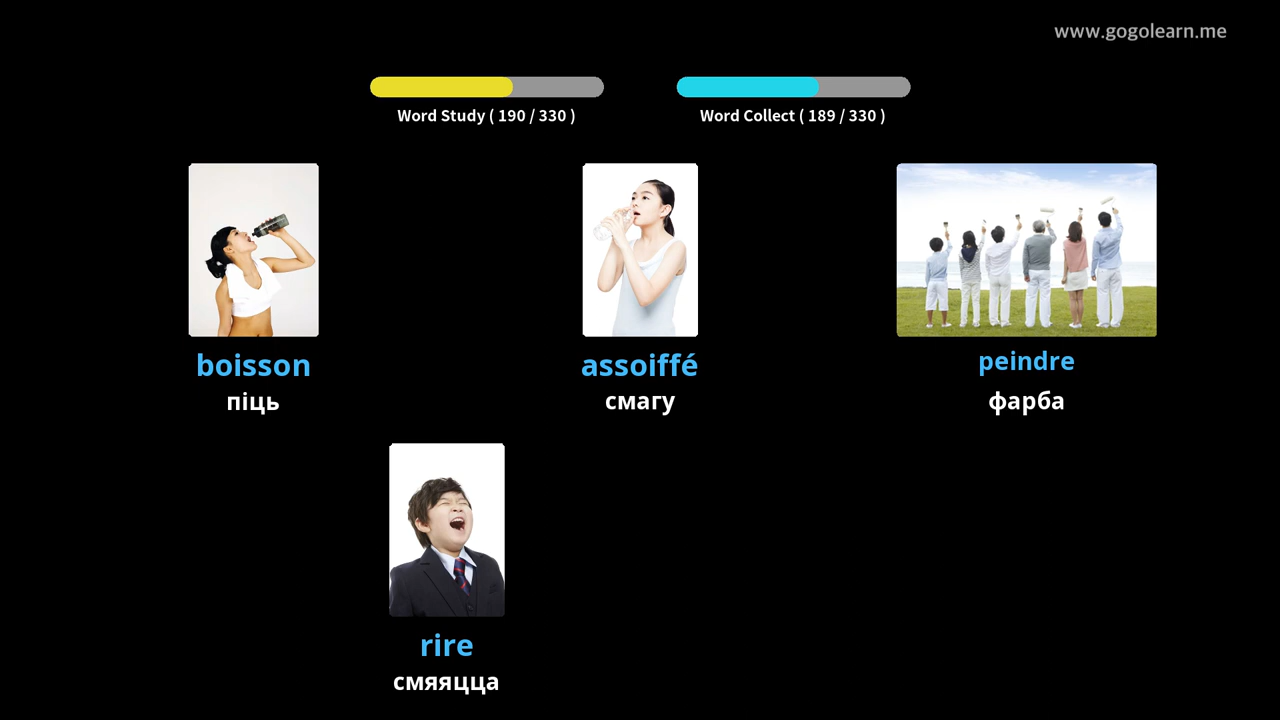 www.gogolearn.me
Word Study ( 190 / 330 )
Word Collect ( 189 / 330 )
boisson
піць
assoiffé
смагу
peindre
фарба
rire
смяяцца